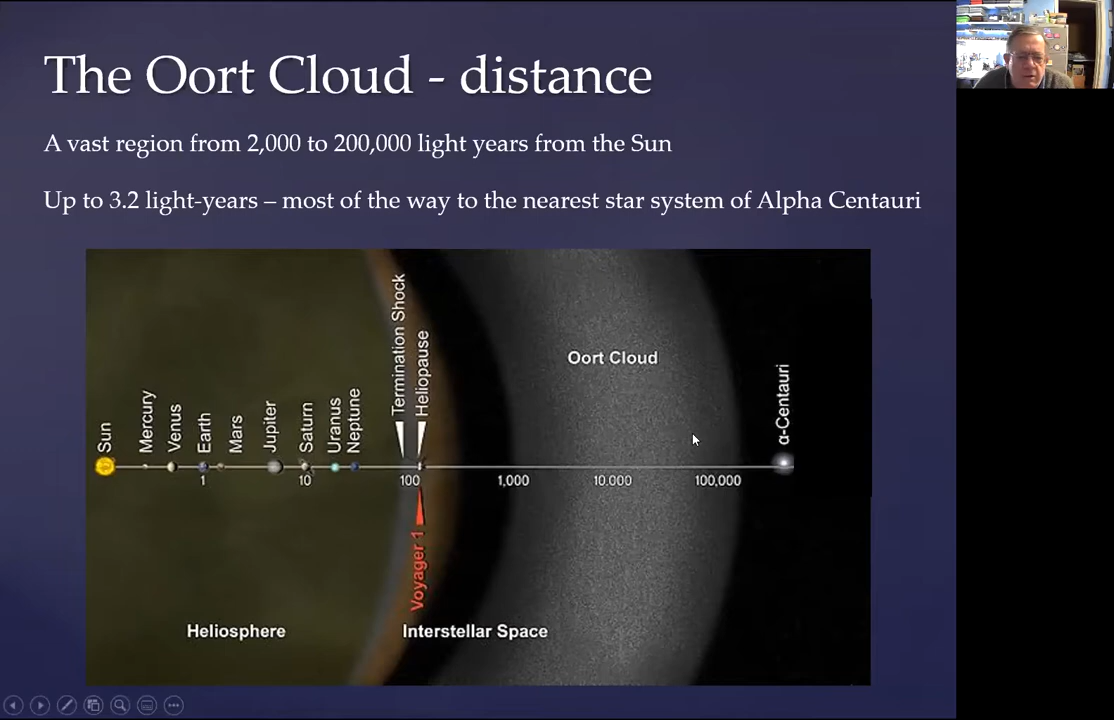 The Oort Cloud - distance
A vast region from 2,000 to 200,000 light years from the Sun
Up to 3.2 light-years – most of the way to the nearest star system of Alpha Centauri
Sun
Mercury
Venus
Earth
Mars
Jupiter
Saturn
Uranus
Neptune
Termination Shock
Heliopause
Oort Cloud
α-Centauri
1
10
100
1,000
10.000
100,000
Voyager 1
Heliosphere
Interstellar Space